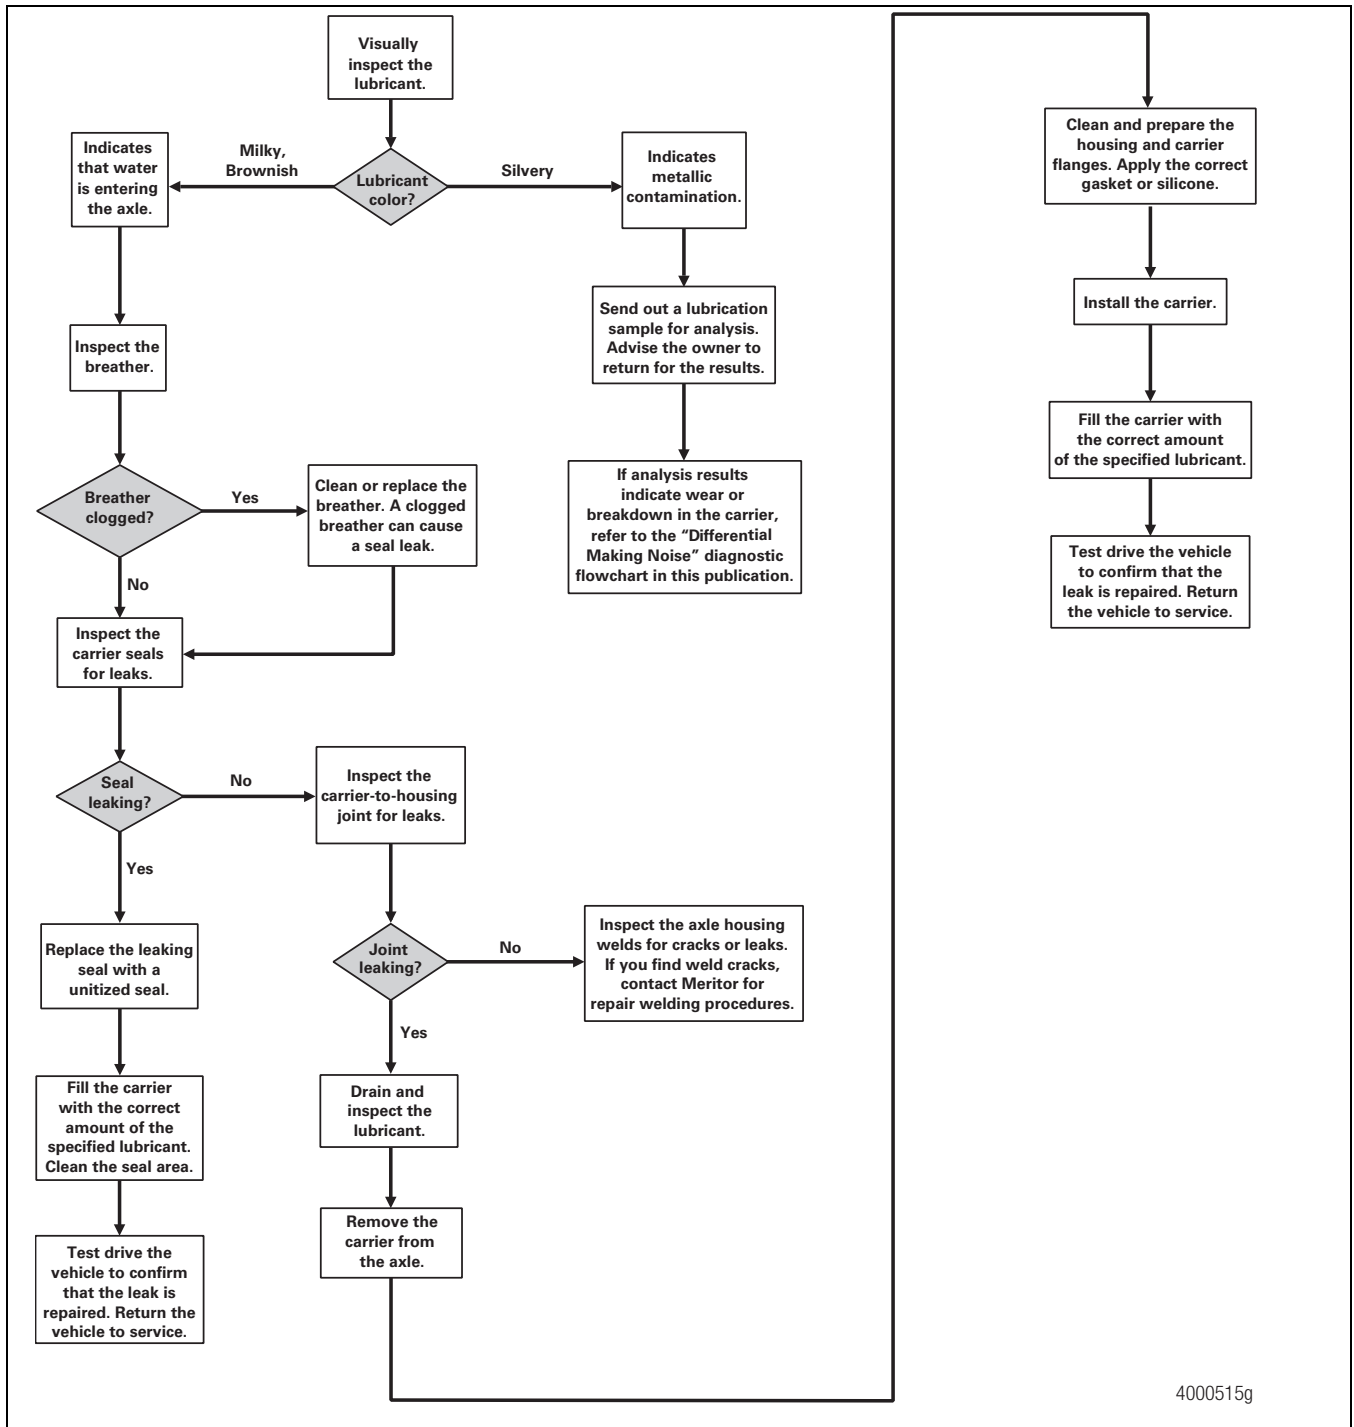 Visually
inspect the
lubricant.
Lubricant
color?
Milky,
Brownish
Indicates
that water
is entering
the axle.
Silvery
Indicates
metallic
contamination.
Send out a lubrication
sample for analysis.
Advise the owner to
return for the results.
If analysis results
indicate wear or
breakdown in the carrier,
refer to the “Differential
Making Noise” diagnostic
flowchart in this publication.
Inspect the
breather.
Breather
clogged?
Yes
Clean or replace the
breather. A clogged
breather can cause
a seal leak.
No
Inspect the
carrier seals
for leaks.
Seal
leaking?
No
Inspect the
carrier-to-housing
joint for leaks.
Yes
Replace the leaking
seal with a
unitized seal.
Fill the carrier
with the correct
amount of the
specified lubricant.
Clean the seal area.
Test drive the
vehicle to confirm
that the leak is
repaired. Return the
vehicle to service.
Joint
leaking?
No
Inspect the axle housing
welds for cracks or leaks.
If you find weld cracks,
contact Meritor for
repair welding procedures.
Yes
Drain and
inspect the
lubricant.
Remove the
carrier from
the axle.
Clean and prepare the
housing and carrier
flanges. Apply the correct
gasket or silicone.
Install the carrier.
Fill the carrier with
the correct amount
of the specified lubricant.
Test drive the vehicle
to confirm that the
leak is repaired. Return
the vehicle to service.
4000515g